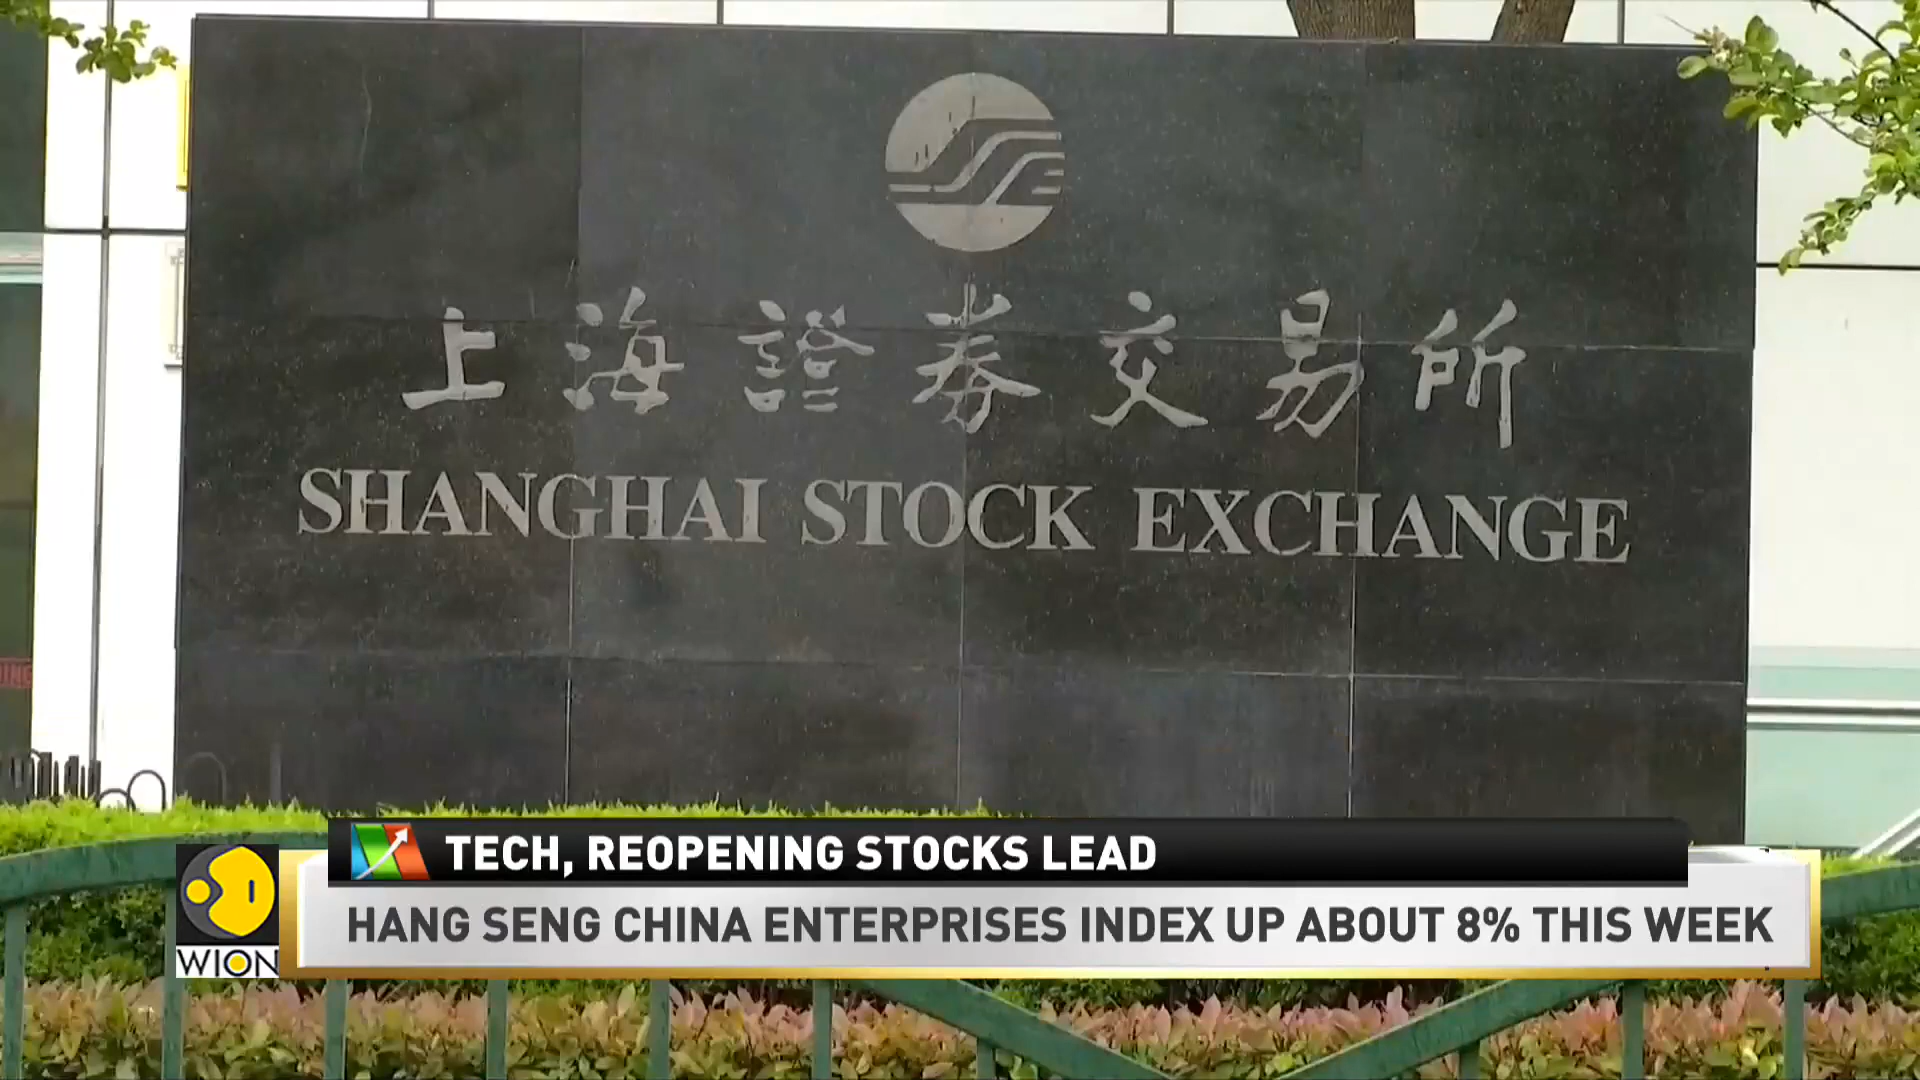 上海證券交易所
SHANGHAI STOCK EXCHANGE
TECH, REOPENING STOCKS LEAD
HANG SENG CHINA ENTERPRISES INDEX UP ABOUT 8% THIS WEEK
WION